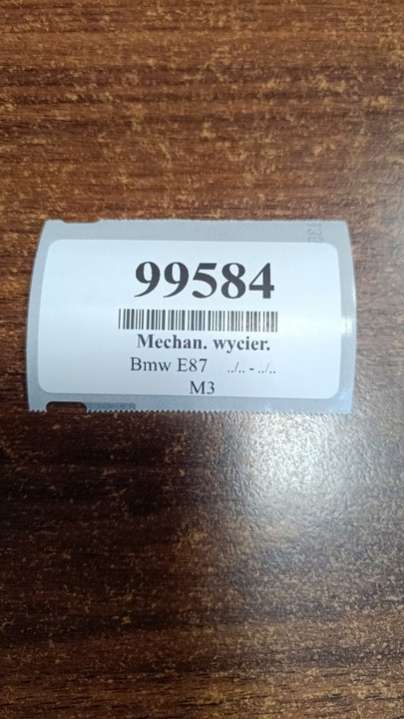 99584
Mechan. wycier.
Bmw E87 ../.. - ../..
M3